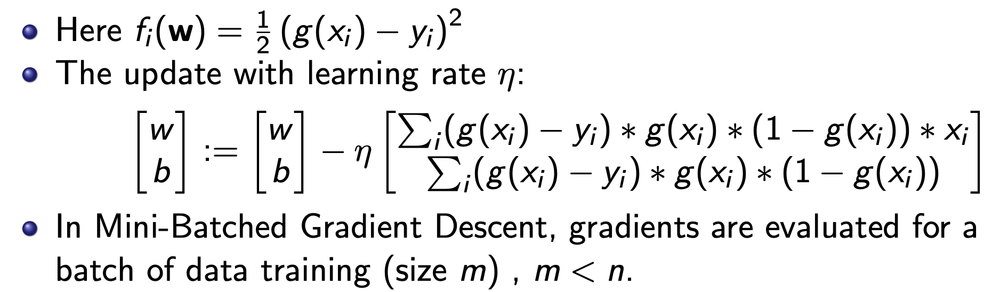 • Here $f_i(\mathbf{w}) = \frac{1}{2}(g(x_i) - y_i)^2$
• The update with learning rate $\eta$:
$\begin{bmatrix} w \\ b \end{bmatrix} := \begin{bmatrix} w \\ b \end{bmatrix} - \eta \begin{bmatrix} \sum_i (g(x_i) - y_i) * g(x_i) * (1 - g(x_i)) * x_i \\ \sum_i (g(x_i) - y_i) * g(x_i) * (1 - g(x_i)) \end{bmatrix}$
• In Mini-Batched Gradient Descent, gradients are evaluated for a
batch of data training (size $m$) , $m < n$.